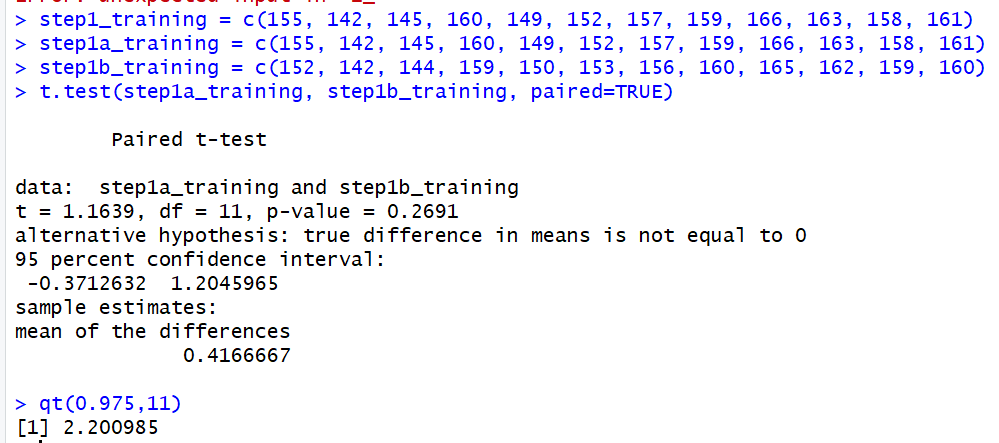 > step1_training = c(155, 142, 145, 160, 149, 152, 157, 159, 166, 163, 158, 161)
> step1a_training = c(155, 142, 145, 160, 149, 152, 157, 159, 166, 163, 158, 161)
> step1b_training = c(152, 142, 144, 159, 150, 153, 156, 160, 165, 162, 159, 160)
> t.test(step1a_training, step1b_training, paired=TRUE)
Paired t-test
data:  step1a_training and step1b_training
t = 1.1639, df = 11, p-value = 0.2691
alternative hypothesis: true difference in means is not equal to 0
95 percent confidence interval:
 -0.3712632  1.2045965
sample estimates:
mean of the differences
0.4166667
> qt(0.975,11)
[1] 2.200985